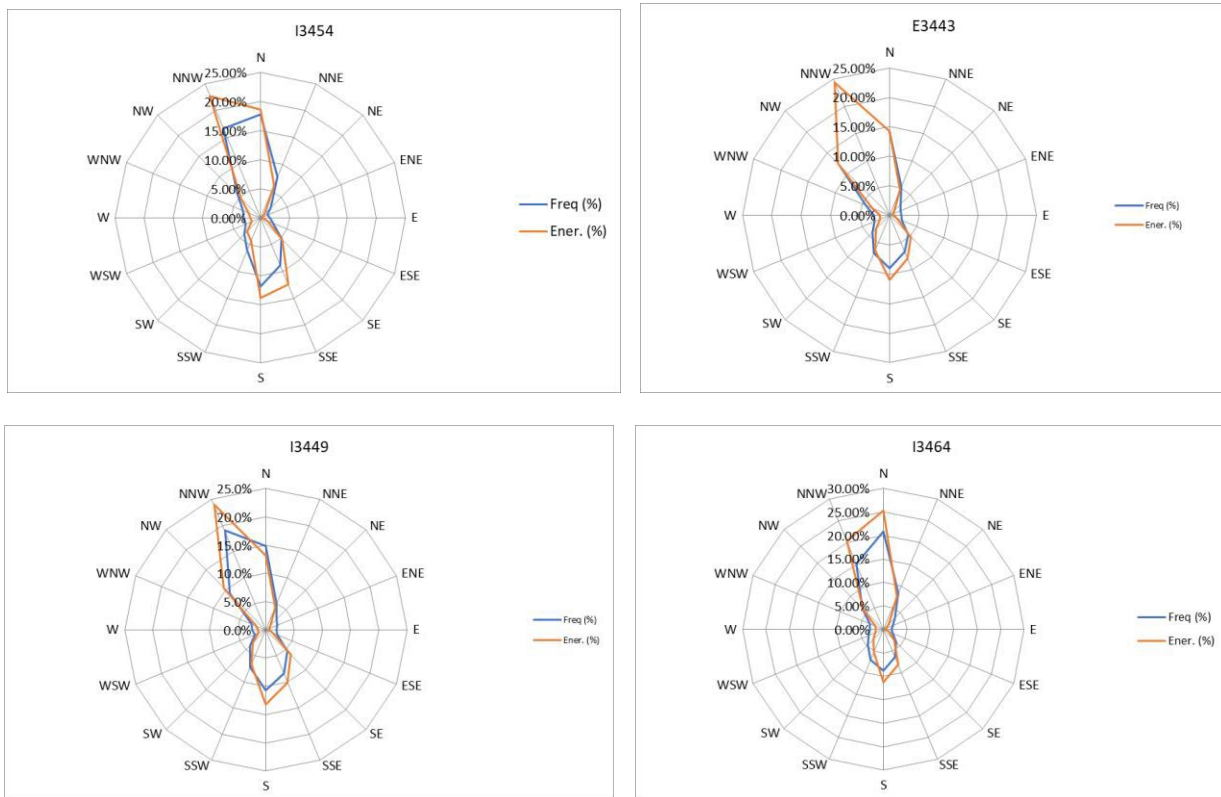 I3454
N
NNW
NNE
NW
NE
WNW
ENE
W
E
WSW
ESE
SW
SE
SSW
SSE
S
25.00%
20.00%
15.00%
10.00%
5.00%
0.00%
Freq (%)
Ener. (%)
E3443
N
NNW
NNE
NW
NE
WNW
ENE
W
E
WSW
ESE
SW
SE
SSW
SSE
S
25.00%
20.00%
15.00%
10.00%
5.00%
0.00%
Freq (%)
Ener. (%)
I3449
N
NNW
NNE
NW
NE
WNW
ENE
W
E
WSW
ESE
SW
SE
SSW
SSE
S
25.0%
20.0%
15.0%
10.0%
5.0%
0.0%
Freq (%)
Ener. (%)
I3464
N
NNW
NNE
NW
NE
WNW
ENE
W
E
WSW
ESE
SW
SE
SSW
SSE
S
30.00%
25.00%
20.00%
15.00%
10.00%
5.00%
0.00%
Freq (%)
Ener. (%)